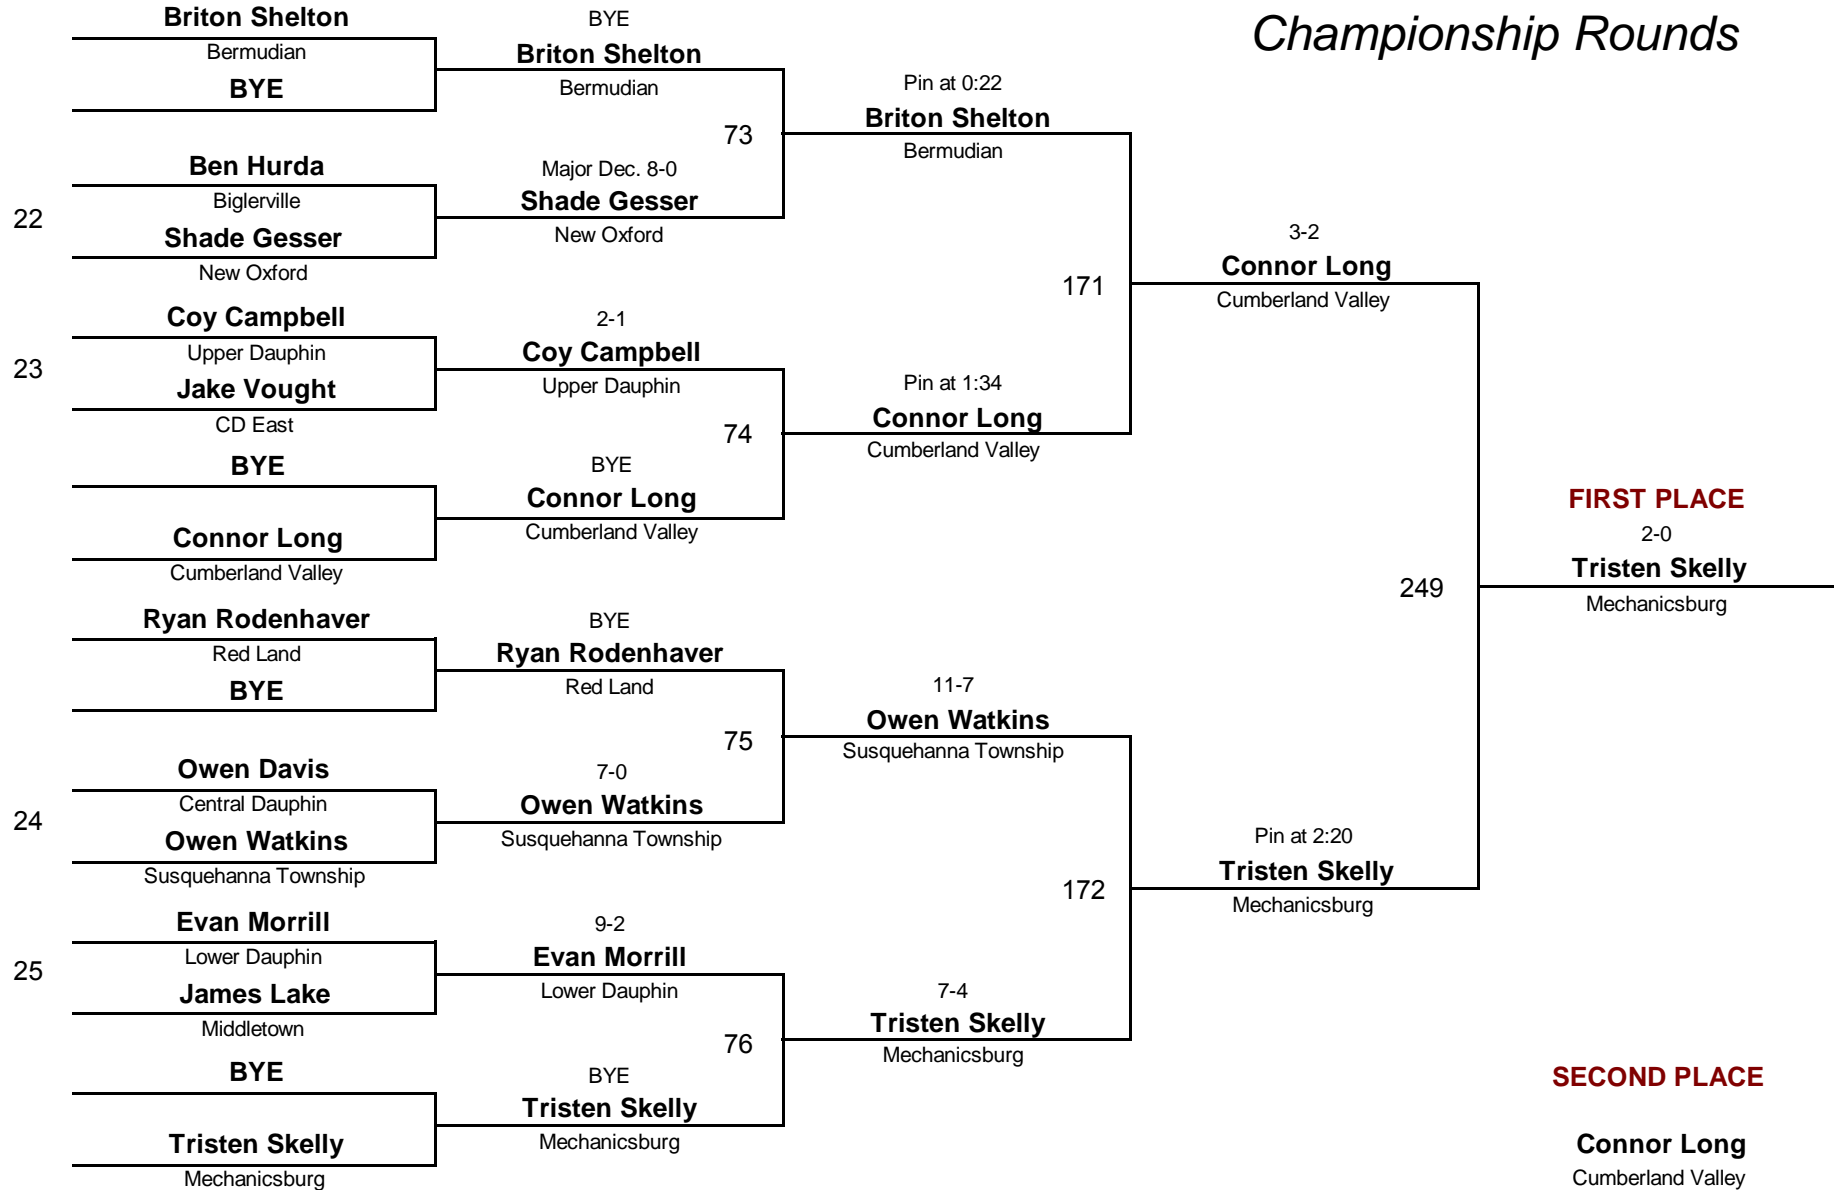 Championship Rounds
Briton Shelton
Bermudian
BYE
22
Ben Hurda
Biglerville
Shade Gesser
New Oxford
23
Coy Campbell
Upper Dauphin
Jake Vought
CD East
BYE
Connor Long
Cumberland Valley
Ryan Rodenhaver
Red Land
BYE
24
Owen Davis
Central Dauphin
Owen Watkins
Susquehanna Township
25
Evan Morrill
Lower Dauphin
James Lake
Middletown
BYE
Tristen Skelly
Mechanicsburg
BYE
Briton Shelton
Bermudian
73
Major Dec. 8-0
Shade Gesser
New Oxford
2-1
Coy Campbell
Upper Dauphin
74
BYE
Connor Long
Cumberland Valley
BYE
Ryan Rodenhaver
Red Land
75
7-0
Owen Watkins
Susquehanna Township
9-2
Evan Morrill
Lower Dauphin
76
BYE
Tristen Skelly
Mechanicsburg
Pin at 0:22
Briton Shelton
Bermudian
171
Pin at 1:34
Connor Long
Cumberland Valley
11-7
Owen Watkins
Susquehanna Township
172
7-4
Tristen Skelly
Mechanicsburg
3-2
Connor Long
Cumberland Valley
249
Pin at 2:20
Tristen Skelly
Mechanicsburg
FIRST PLACE
2-0
Tristen Skelly
Mechanicsburg
SECOND PLACE
Connor Long
Cumberland Valley